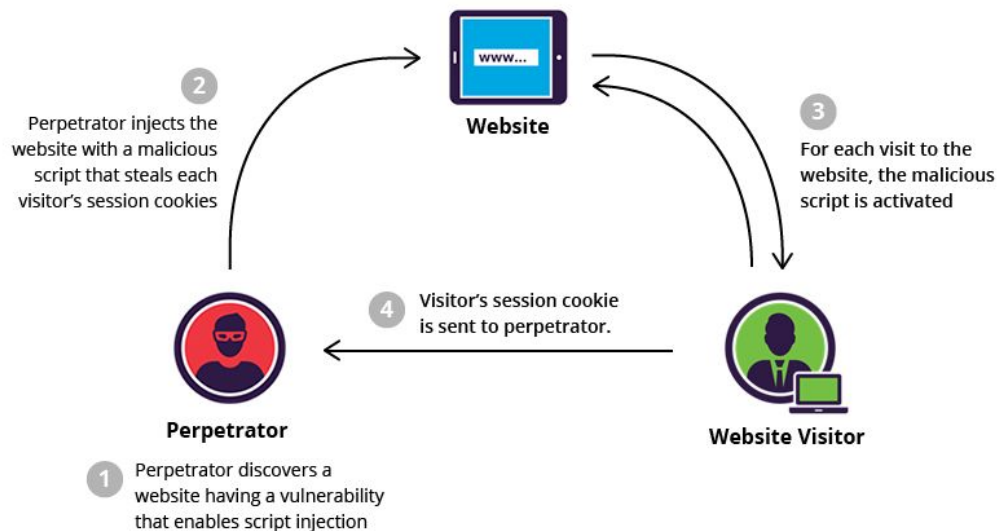 www...
Website
2
Perpetrator injects the
website with a malicious
script that steals each
visitor's session cookies
3
For each visit to the
website, the malicious
script is activated
4
Visitor's session cookie
is sent to perpetrator.
Perpetrator
Website Visitor
1
Perpetrator discovers a
website having a vulnerability
that enables script injection